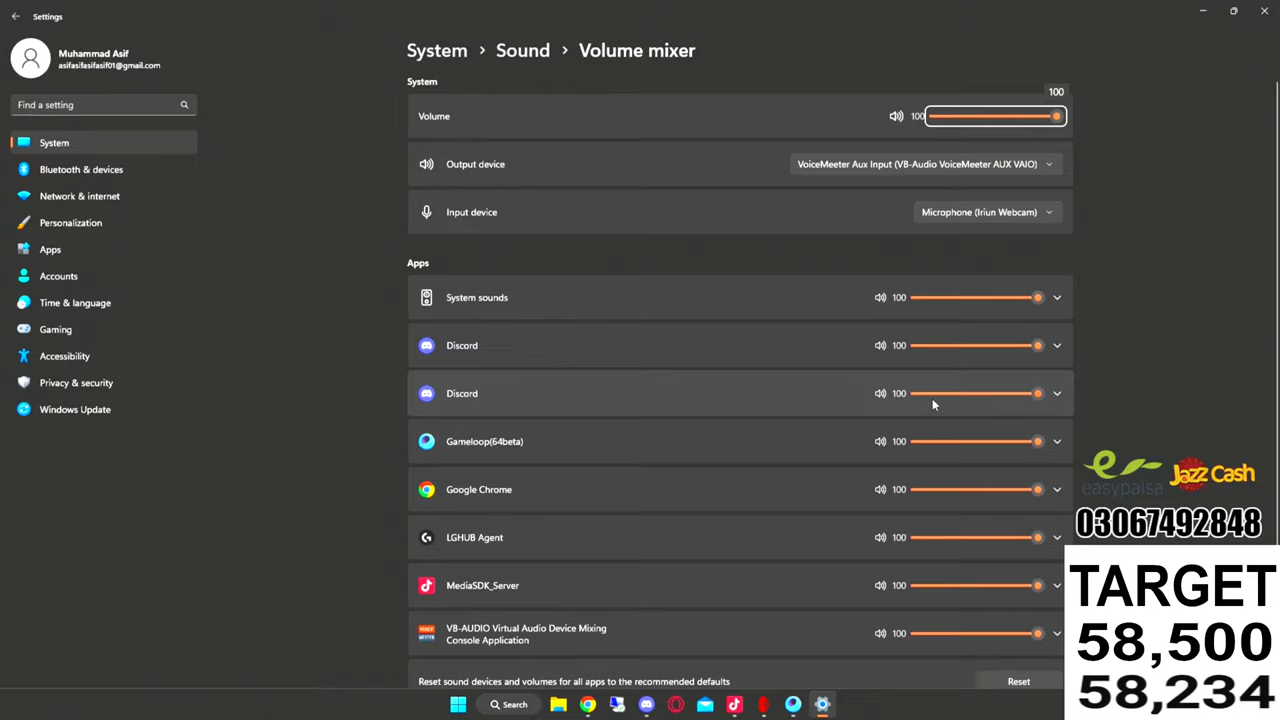 Settings
Muhammad Asif
asifasifasifasif01@gmail.com
Find a setting
System
Bluetooth & devices
Network & internet
Personalization
Apps
Accounts
Time & language
Gaming
Accessibility
Privacy & security
Windows Update
System > Sound > Volume mixer
System
100
Volume 100
Output device VoiceMeeter Aux Input (VB-Audio VoiceMeeter AUX VAIO)
Input device Microphone (Iriun Webcam)
Apps
System sounds 100
Discord 100
Discord 100
Gameloop(64beta) 100
Google Chrome 100
LGHUB Agent 100
MediaSDK_Server 100
VB-AUDIO Virtual Audio Device Mixing
Console Application 100
Reset sound devices and volumes for all apps to the recommended defaults Reset
easypaisa JazzCash
03067492848
TARGET
58,500
58,234
Search